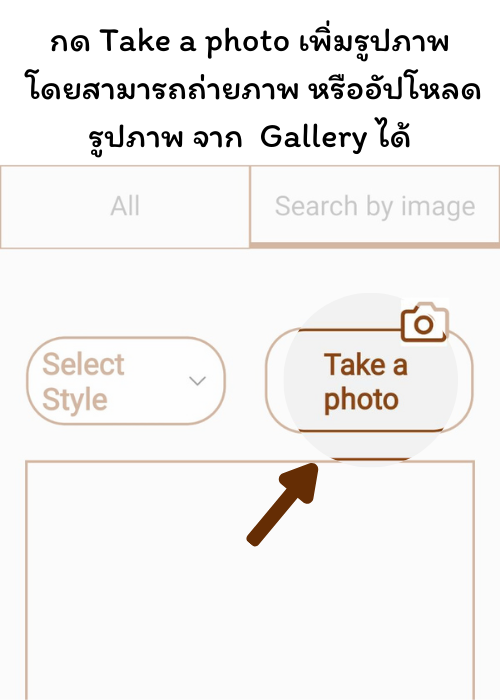 กด Take a photo เพิ่มรูปภาพ
โดยสามารถถ่ายภาพ หรืออัปโหลด
รูปภาพ จาก Gallery ได้
All
Search by image
Select
Style
Take a
photo